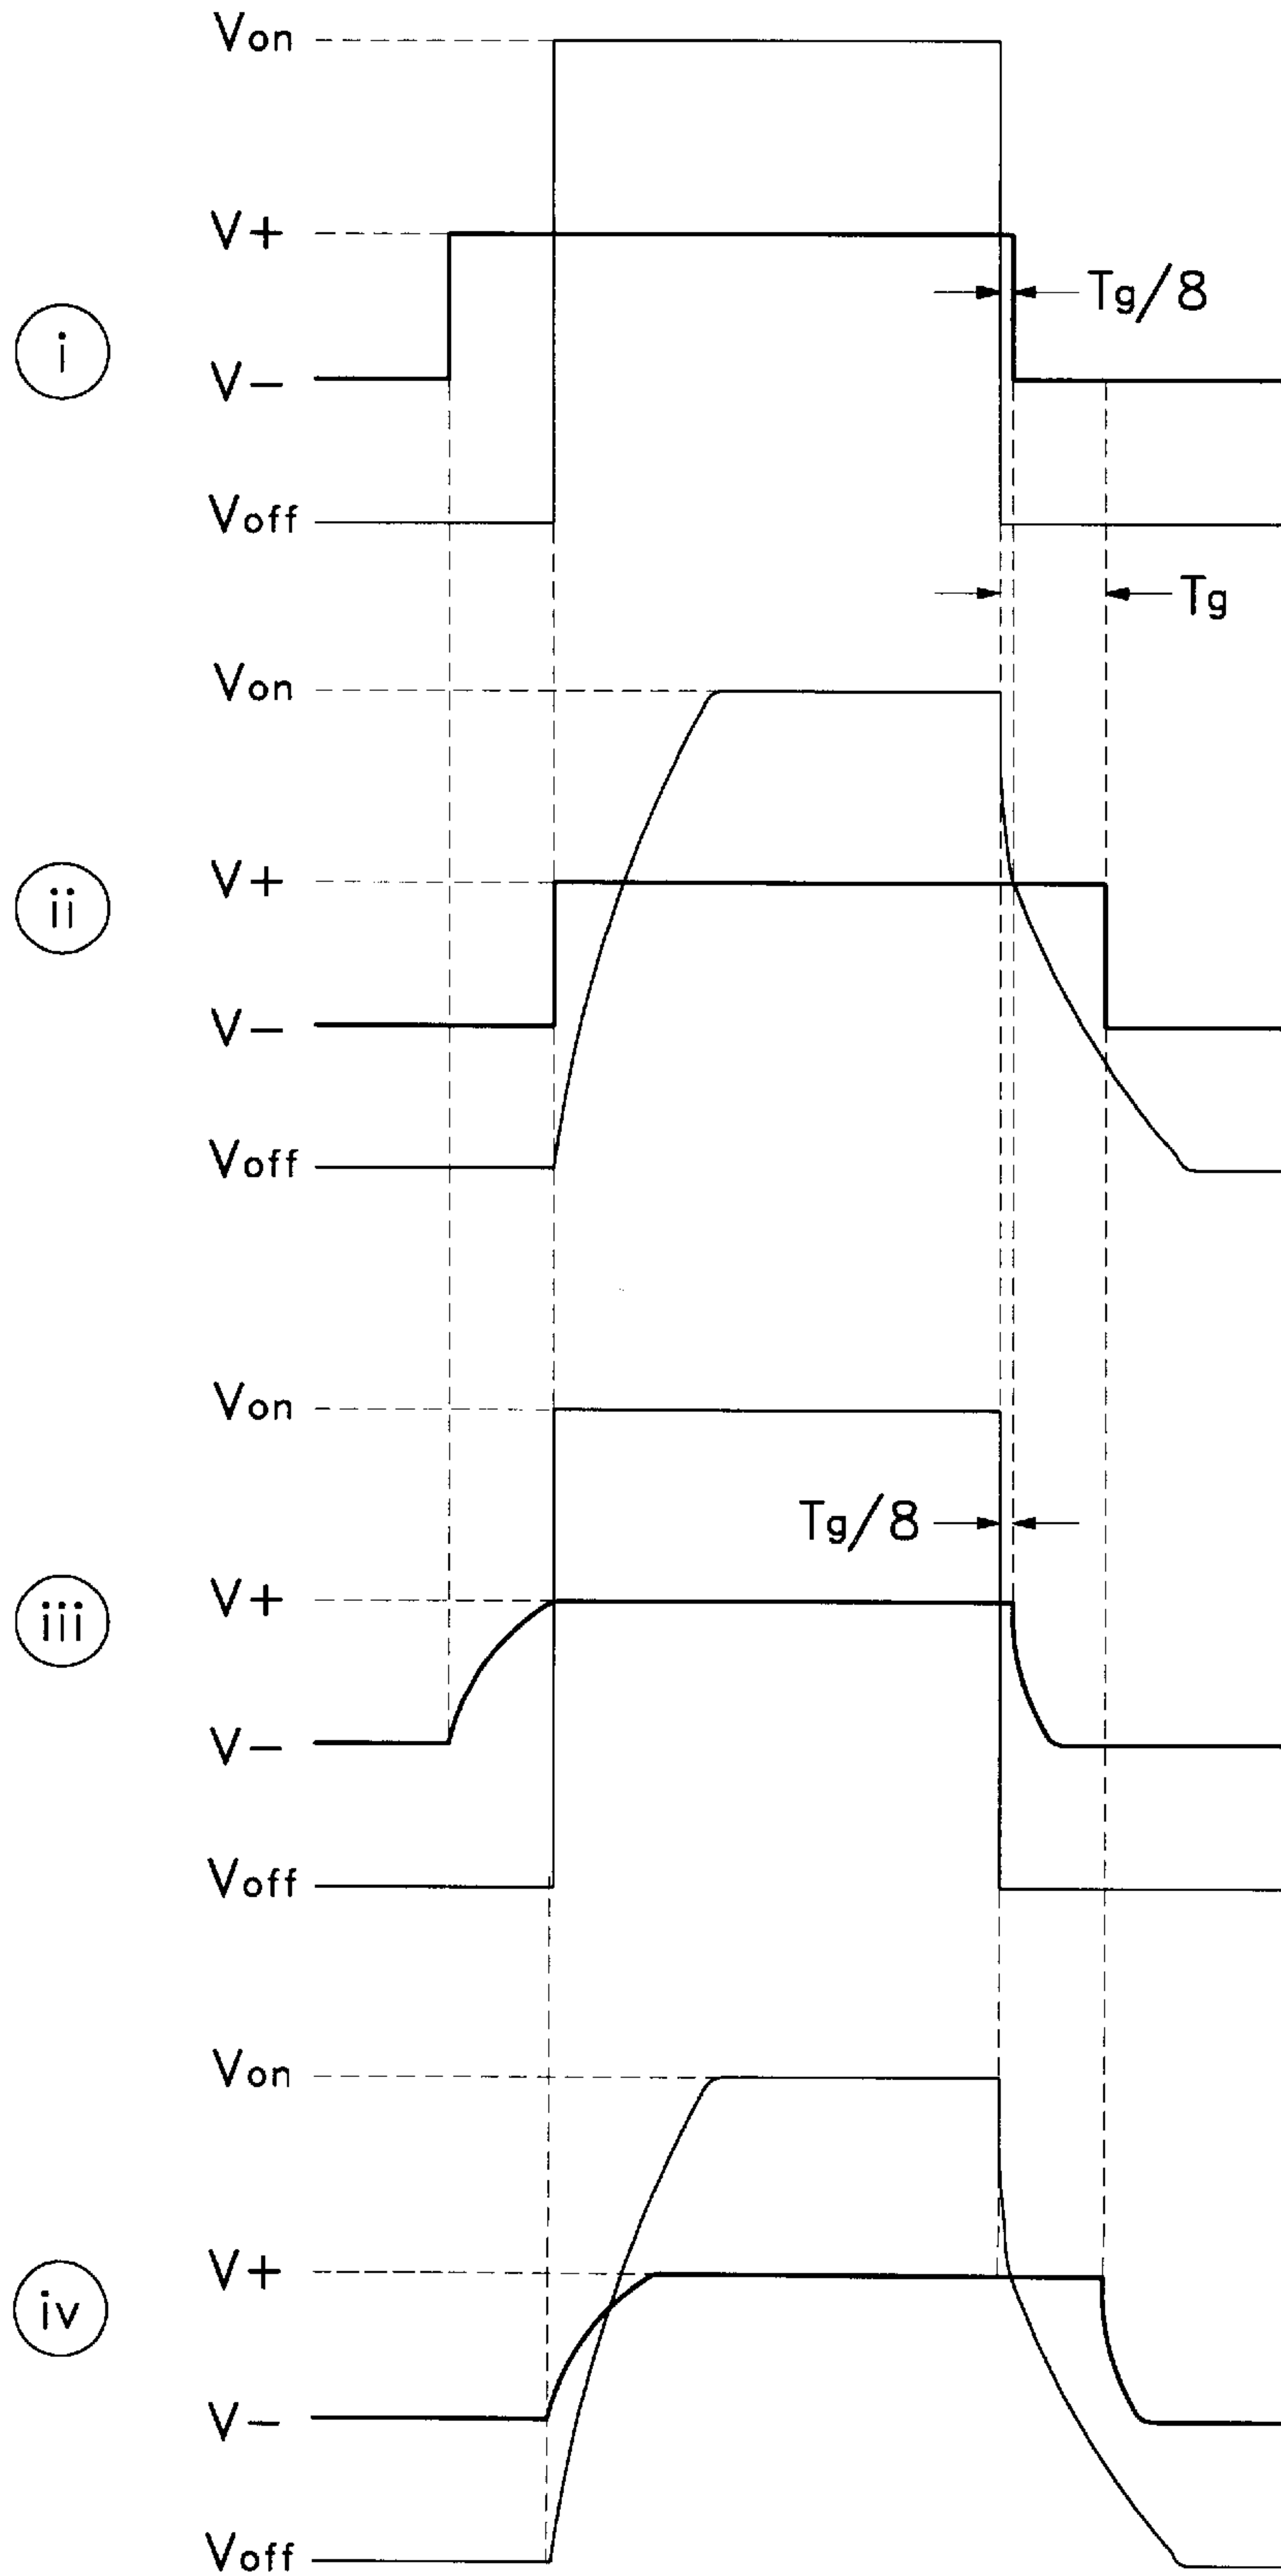 Von
V+
Tg/8
i
V-
Voff
Tg
Von
V+
ii
V-
Voff
Von
Tg/8
V+
iii
V-
Voff
Von
V+
iv
V-
Voff